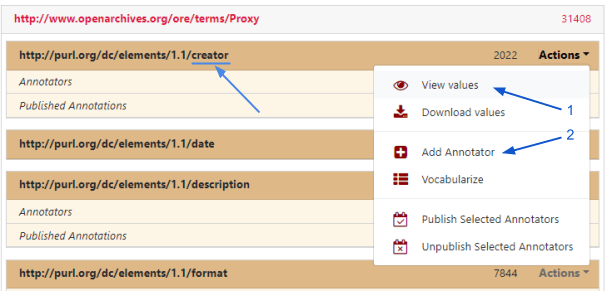 http://www.openarchives.org/ore/terms/Proxy 31408
http://purl.org/dc/elements/1.1/creator 2022 Actions
Annotators
View values
Published Annotations
Download values
1
2
http://purl.org/dc/elements/1.1/date
Add Annotator
http://purl.org/dc/elements/1.1/description
Vocabularize
Annotators
Publish Selected Annotators
Published Annotations
Unpublish Selected Annotators
http://purl.org/dc/elements/1.1/format 7844 Actions